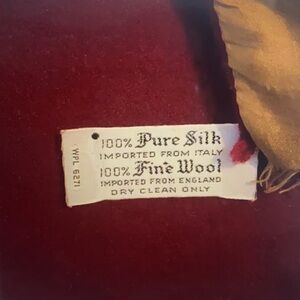 100% Pure Silk
IMPORTED FROM ITALY
100% Fine Wool
IMPORTED FROM ENGLAND
DRY CLEAN ONLY
WPL 6271